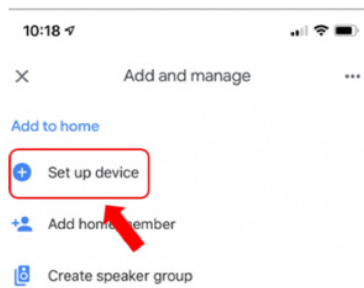 10:18
Add and manage
Add to home
Set up device
Add home member
Create speaker group